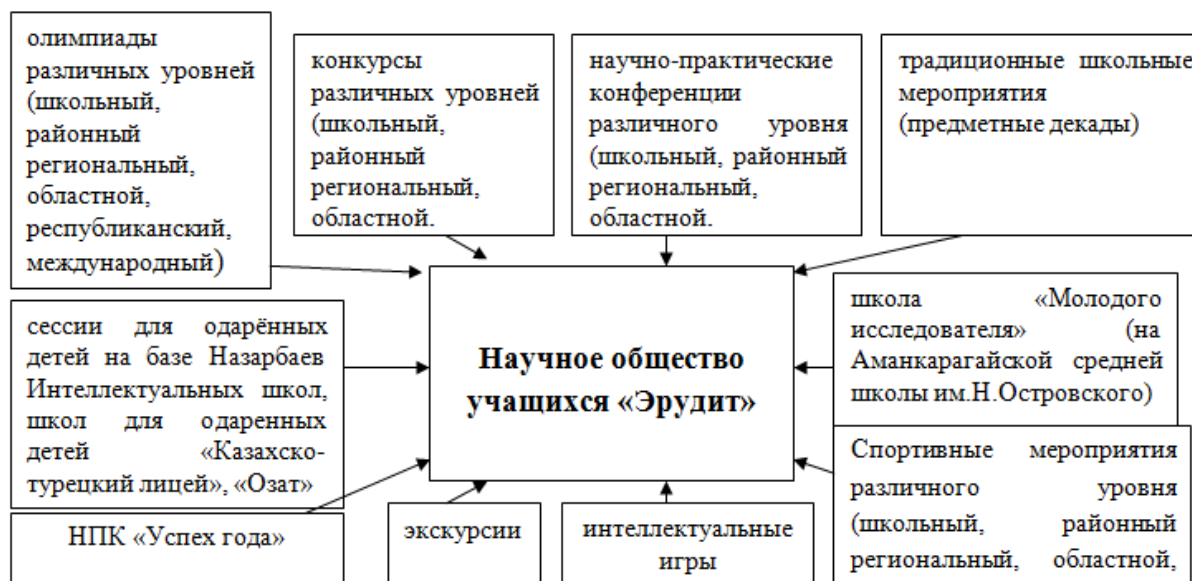 олимпиады
различных уровней
(школьный,
районный
региональный,
областной,
республиканский,
международный)
конкурсы
различных уровней
(школьный,
районный
региональный,
областной.
научно-практические
конференции
различного уровня
(школьный, районный
региональный,
областной.
традиционные школьные
мероприятия
(предметные декады)
сессии для одарённых
детей на базе Назарбаев
Интеллектуальных школ,
школ для одаренных
детей «Казахско-
турецкий лицей», «Озат»
Научное общество
учащихся «Эрудит»
школа «Молодого
исследователя» (на
Аманкарагайской средней
школы им.Н.Островского)
НПК «Успех года»
экскурсии
интеллектуальные
игры
Спортивные мероприятия
различного уровня
(школьный, районный
региональный, областной,